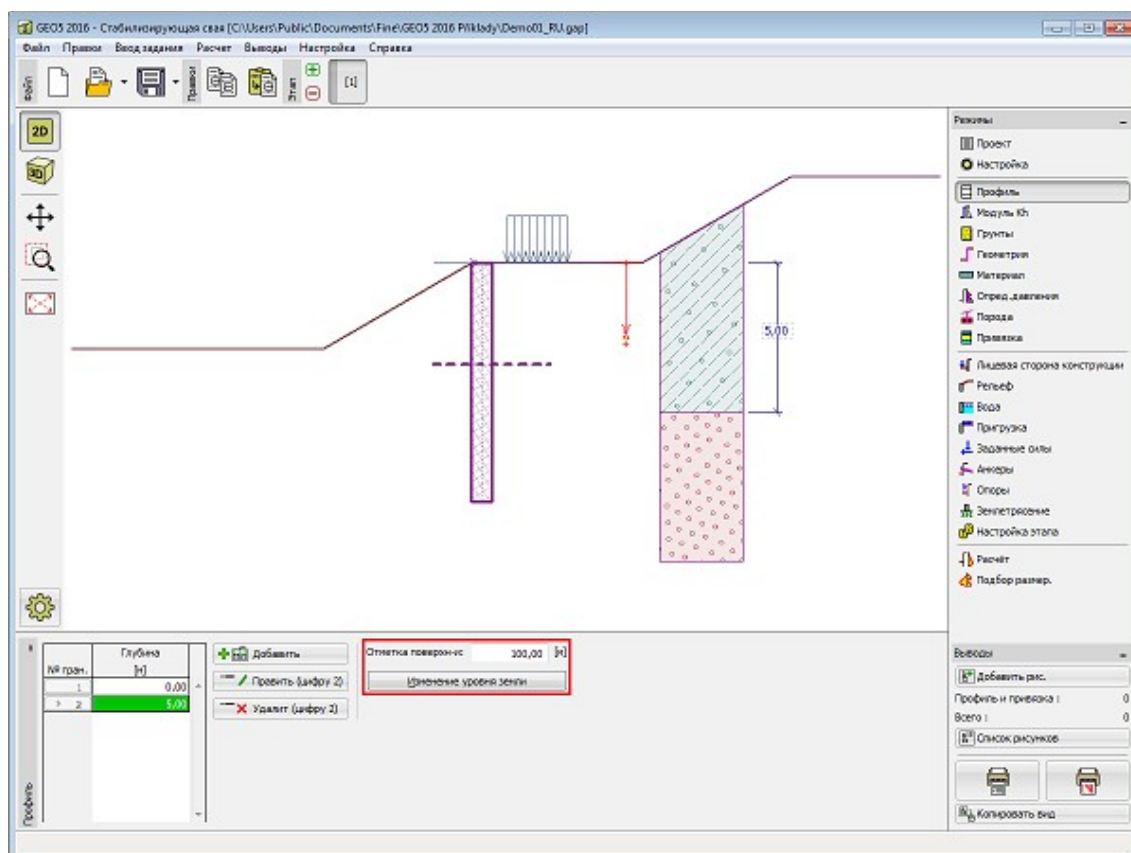 GEO5 2016 - Стабилизирующая свая [C:\Users\Public\Documents\Fine\GEO5 2016 Příklady\Demo01_RU.gap]
Файл Правки Ввод задания Расчет Выводы Настройка Справка
Файл
Правки
Этап
[1]
2D
3D
+z
5,00
Режимы
Проект
Настройка
Профиль
Модуль Kh
Грунты
Геометрия
Материал
Опред.давления
Порода
Привязка
Лицевая сторона конструкции
Рельеф
Вода
Пригрузка
Заданные силы
Анкеры
Опоры
Землетрясение
Настройка этапа
Расчёт
Подбор размер.
Профиль
№ гран.
Глубина
[м]
1 0,00
> 2 5,00
Добавить
Править (цифру 2)
Удалит (цифру 2)
Отметка поверхн-ис 100,00 [м]
Изменение уровня земли
Выводы
Добавить рис.
Профиль и привязка : 0
Всего : 0
Список рисунков
Копировать вид